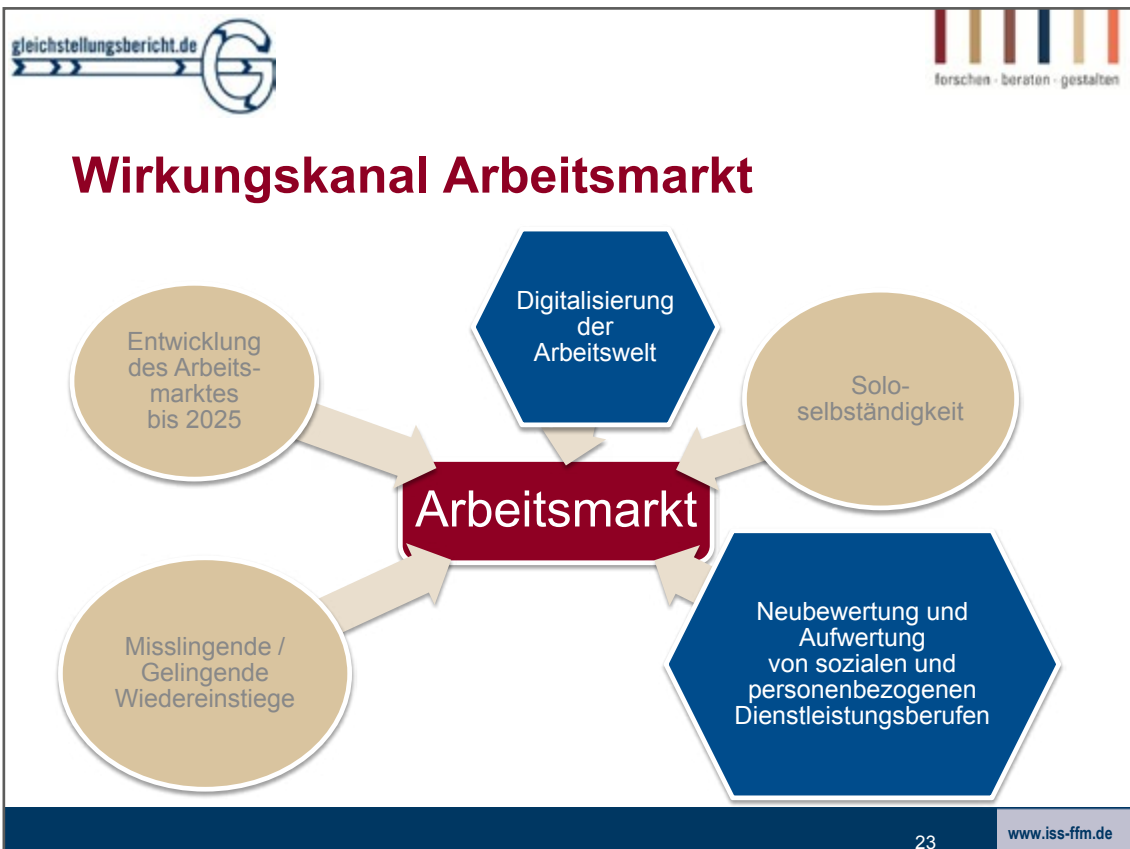 gleichstellungsbericht.de
G
forschen · beraten · gestalten
Wirkungskanal Arbeitsmarkt
Entwicklung
des Arbeits-
marktes
bis 2025
Digitalisierung
der
Arbeitswelt
Solo-
selbständigkeit
Arbeitsmarkt
Misslingende /
Gelingende
Wiedereinstiege
Neubewertung und
Aufwertung
von sozialen und
personenbezogenen
Dienstleistungsberufen
23
www.iss-ffm.de